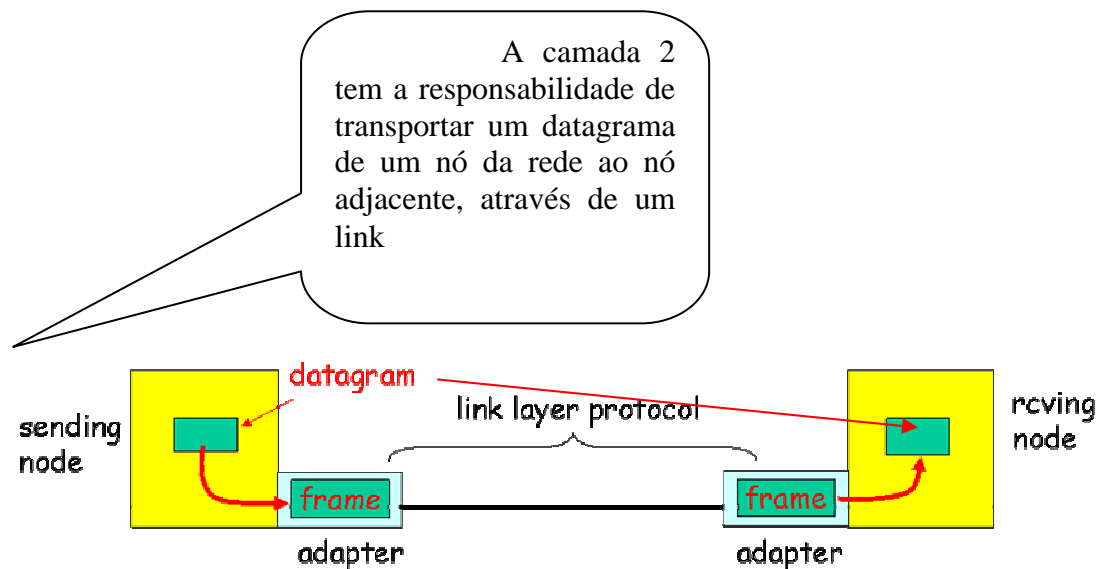 A camada 2
tem a responsabilidade de
transportar um datagrama
de um nó da rede ao nó
adjacente, através de um
link
datagram
link layer protocol
sending
node
rcving
node
frame
frame
adapter
adapter